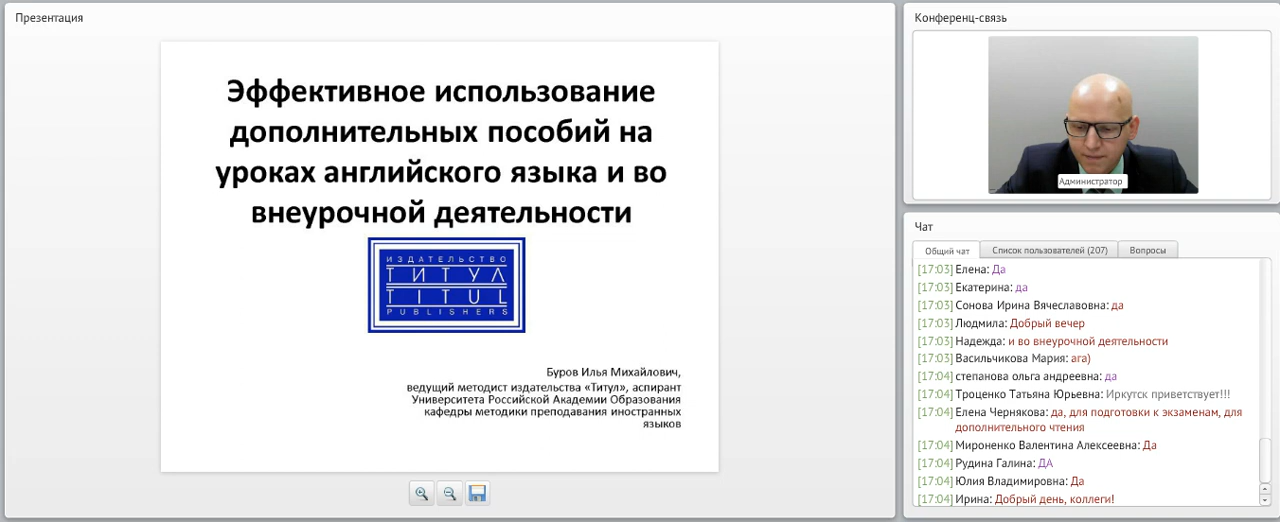 Презентация
Эффективное использование
дополнительных пособий на
уроках английского языка и во
внеурочной деятельности
ИЗДАТЕЛЬСТВО
ТИТУЛ
TITUL
PUBLISHERS
Буров Илья Михайлович,
ведущий методист издательства «Титул», аспирант
Университета Российской Академии Образования
кафедры методики преподавания иностранных
языков
Конференц-связь
Администратор
Чат
Общий чат
Список пользователей (207)
Вопросы
[17:03] Елена: Да
[17:03] Екатерина: да
[17:03] Сонова Ирина Вячеславовна: да
[17:03] Людмила: Добрый вечер
[17:03] Надежда: и во внеурочной деятельности
[17:03] Васильчикова Мария: ага)
[17:04] степанова ольга андреевна: да
[17:04] Троценко Татьяна Юрьевна: Иркутск приветствует!!!
[17:04] Елена Чернякова: да, для подготовки к экзаменам, для
дополнительного чтения
[17:04] Мироненко Валентина Алексеевна: Да
[17:04] Рудина Галина: ДА
[17:04] Юлия Владимировна: Да
[17:04] Ирина: Добрый день, коллеги!